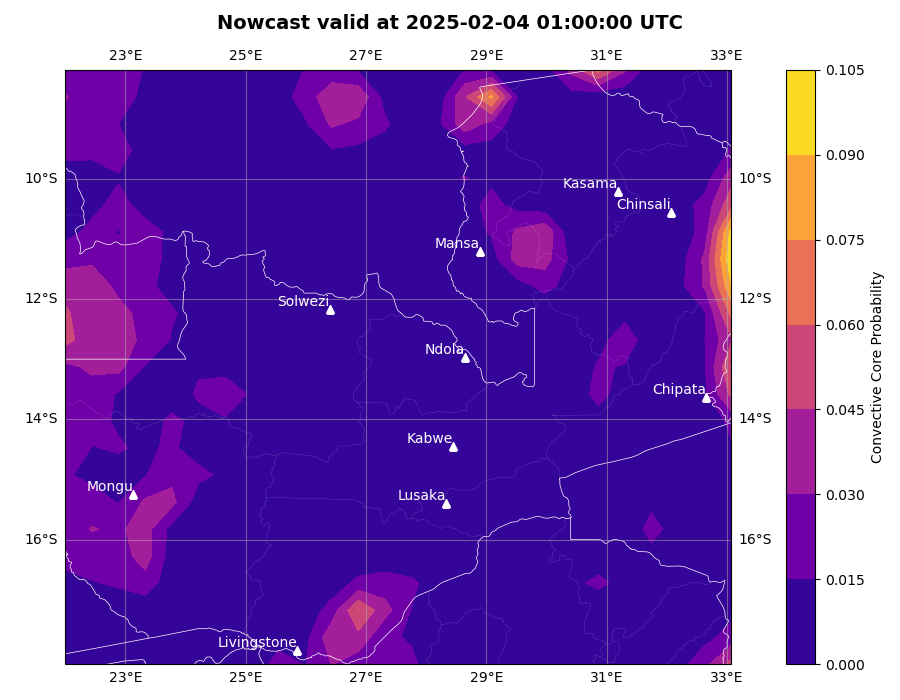 Nowcast valid at 2025-02-04 01:00:00 UTC
23°E 25°E 27°E 29°E 31°E 33°E
0.105
0.090
10°S 10°S
Kasama
Chinsali
0.075
Mansa
12°S 12°S
Solwezi
0.060
Ndola
Chipata
0.045
14°S 14°S
Kabwe
Mongu
Lusaka
0.030
16°S 16°S
0.015
Livingstone
0.000
23°E 25°E 27°E 29°E 31°E 33°E
Convective Core Probability